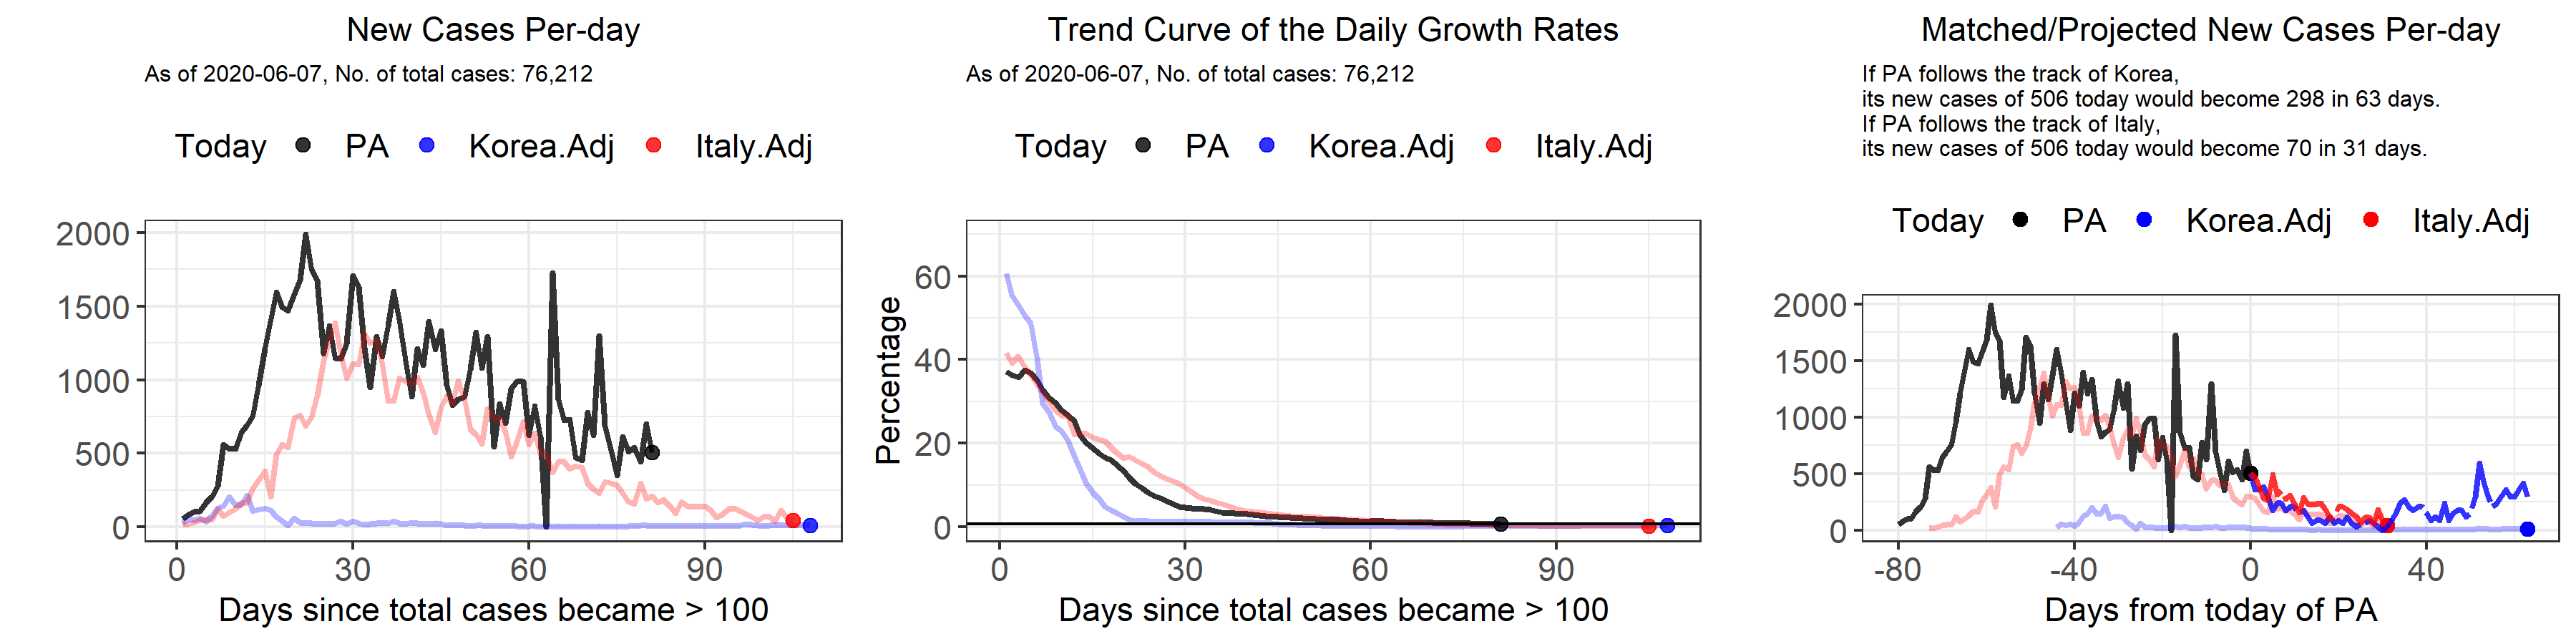 New Cases Per-day
As of 2020-06-07, No. of total cases: 76,212
Today PA Korea.Adj Italy.Adj
2000
1500
1000
500
0
0 30 60 90
Days since total cases became > 100
Trend Curve of the Daily Growth Rates
As of 2020-06-07, No. of total cases: 76,212
Today PA Korea.Adj Italy.Adj
Percentage
60
40
20
0
0 30 60 90
Days since total cases became > 100
Matched/Projected New Cases Per-day
If PA follows the track of Korea,
its new cases of 506 today would become 298 in 63 days.
If PA follows the track of Italy,
its new cases of 506 today would become 70 in 31 days.
Today PA Korea.Adj Italy.Adj
2000
1500
1000
500
0
-80 -40 0 40
Days from today of PA